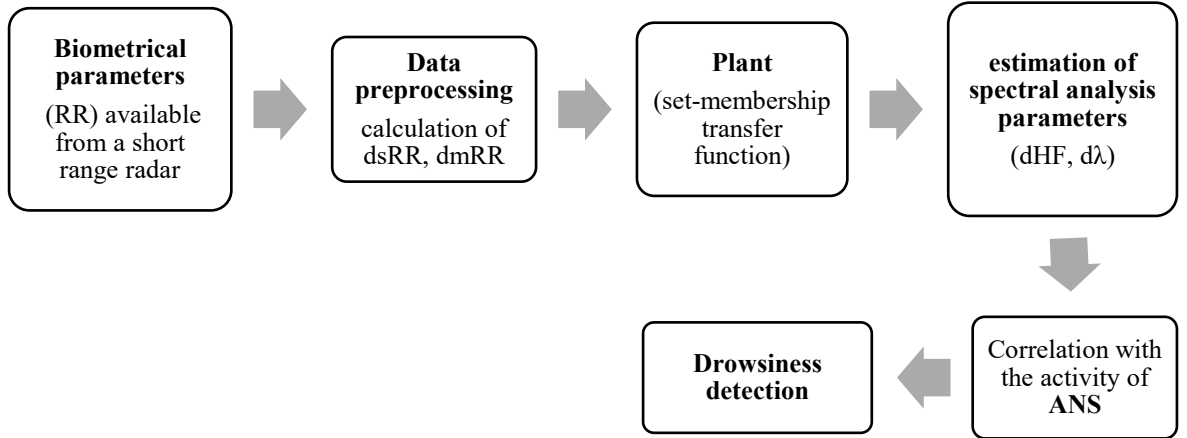 Biometrical
parameters
(RR) available
from a short
range radar
Data
preprocessing
calculation of
dsRR, dmRR
Plant
(set-membership
transfer
function)
estimation of
spectral analysis
parameters
(dHF, dλ)
Correlation with
the activity of
ANS
Drowsiness
detection